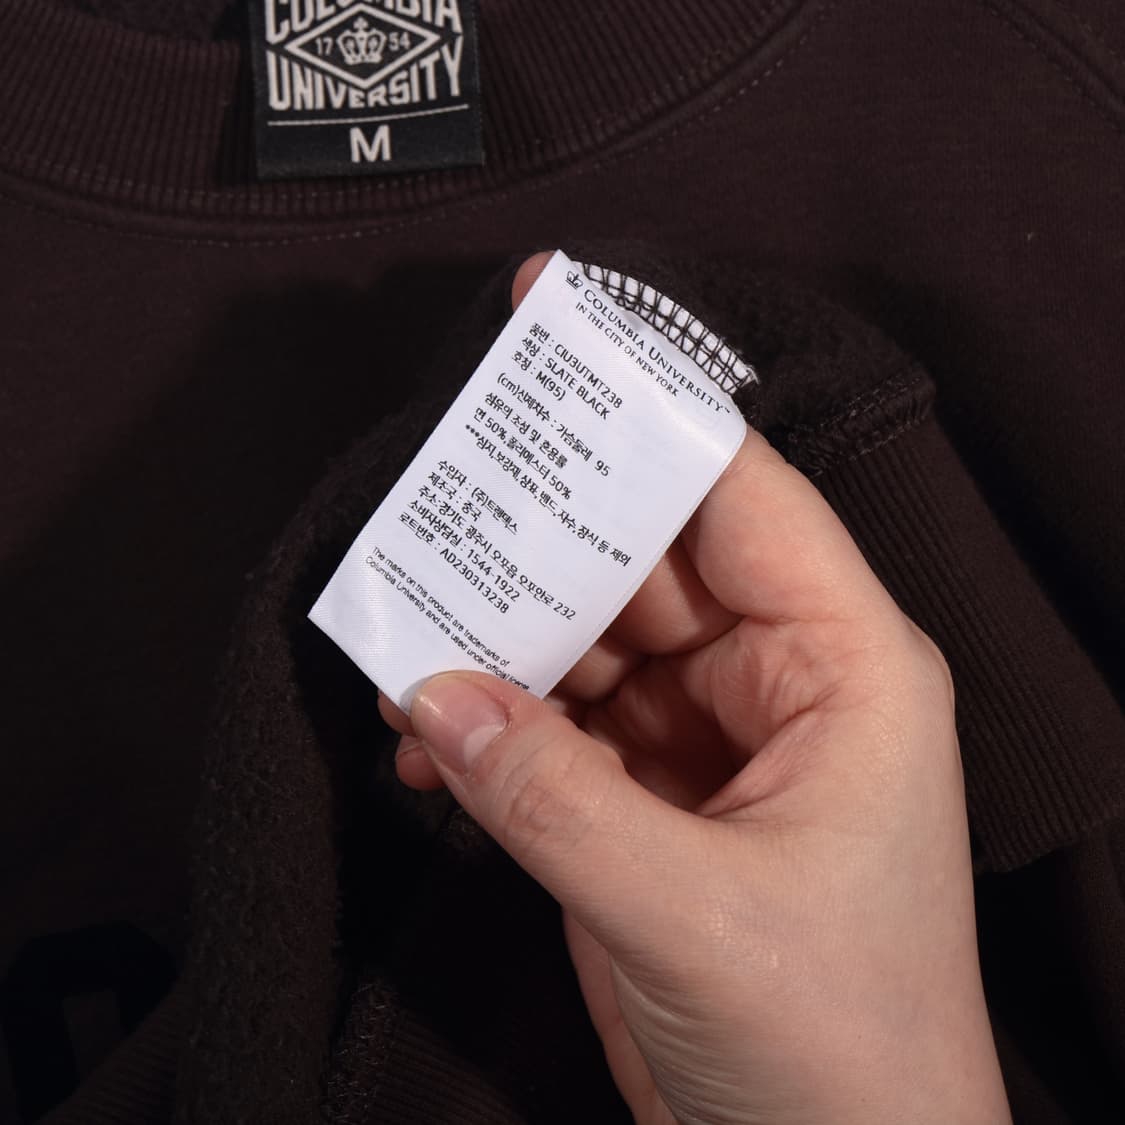 COLUMBIA
17 54
UNIVERSITY
M
COLUMBIA UNIVERSITY™
IN THE CITY OF NEW YORK
품번 : CIU3UTMT238
색상 : SLATE BLACK
호칭 : M(95)
(cm)신체치수 : 가슴둘레 95
섬유의 조성 및 혼용률
면 50%, 폴리에스터 50%
***심지, 보강재, 상표, 밴드, 자수, 장식 등 제외
수입자 : (주)트렌덱스
제조국 : 중국
주소:경기도 광주시 오포읍 오포안로 232
소비자상담실 : 1544-1922
로트번호 : AD230313238
The marks on this product are trademarks of
Columbia University and are used under official license